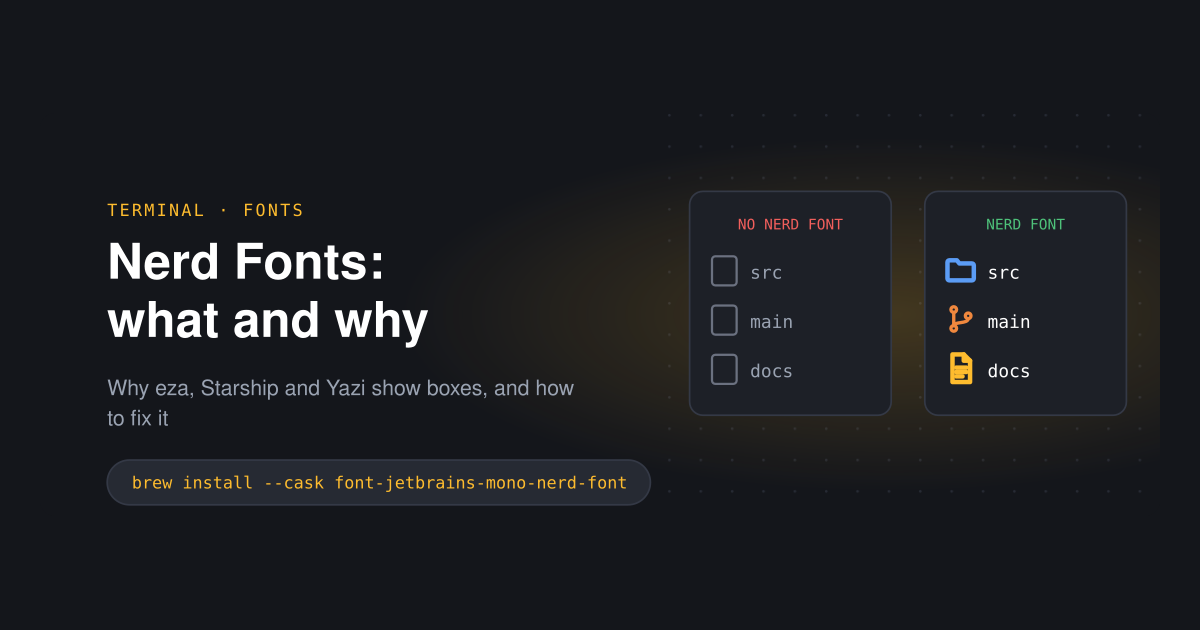 TERMINAL · FONTS
Nerd Fonts:
what and why
Why eza, Starship and Yazi show boxes, and how
to fix it
brew install --cask font-jetbrains-mono-nerd-font
NO NERD FONT
src
main
docs
NERD FONT
src
main
docs